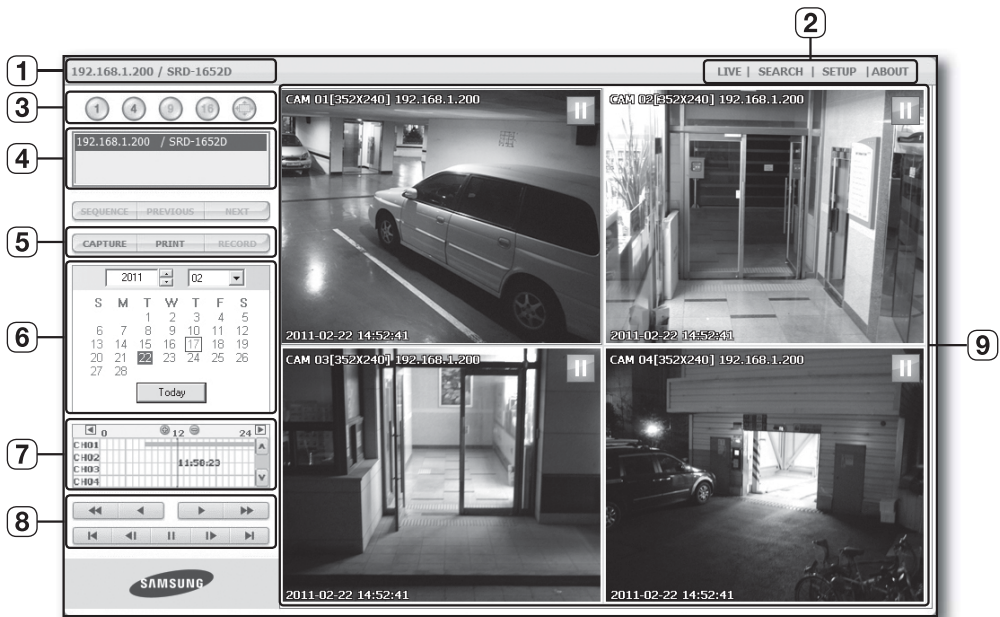 2
1
192.168.1.200 / SRD-1652D
LIVE | SEARCH | SETUP | ABOUT
3
1 4 9 16
4
192.168.1.200 / SRD-1652D
SEQUENCE PREVIOUS NEXT
5
CAPTURE PRINT RECORD
6
2011 02
S M T W T F S
1 2 3 4 5
6 7 8 9 10 11 12
13 14 15 16 17 18 19
20 21 22 23 24 25 26
27 28
Today
7
0 12 24
CH01
CH02
11:50:23
CH03
CH04
8
SAMSUNG
CAM 01[352X240] 192.168.1.200
2011-02-22 14:52:41
CAM 02[352X240] 192.168.1.200
2011-02-22 14:52:41
CAM 03[352X240] 192.168.1.200
2011-02-22 14:52:41
CAM 04[352X240] 192.168.1.200
2011-02-22 14:52:41
9